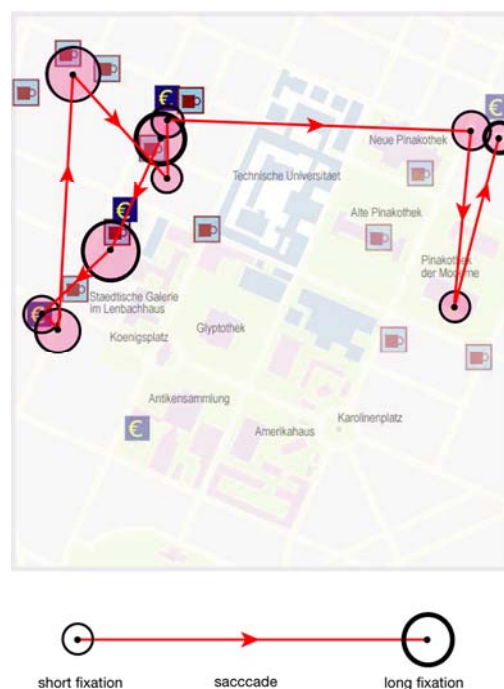 €
€
Neue Pinakothek
Technische Universitaet
€
Alte Pinakothek
Pinakothek
der Moderne
€
Staedtische Galerie
im Lenbachhaus
Glyptothek
Koenigsplatz
Antikensammlung
Karolinenplatz
€
Amerikahaus
short fixation
sacccade
long fixation